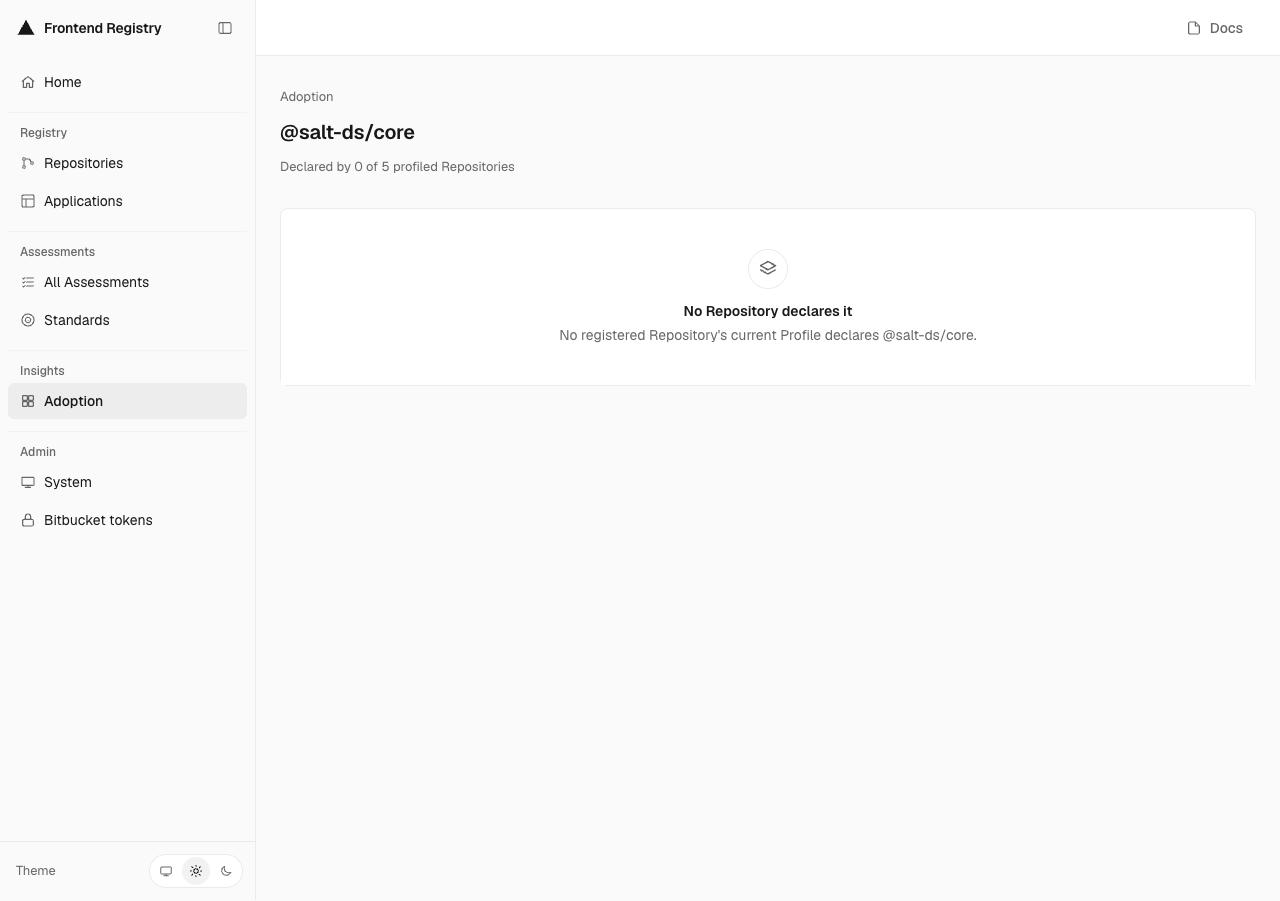 Frontend Registry
Docs
Home
Registry
Repositories
Applications
Assessments
All Assessments
Standards
Insights
Adoption
Admin
System
Bitbucket tokens
Theme
Adoption
@salt-ds/core
Declared by 0 of 5 profiled Repositories
No Repository declares it
No registered Repository's current Profile declares @salt-ds/core.